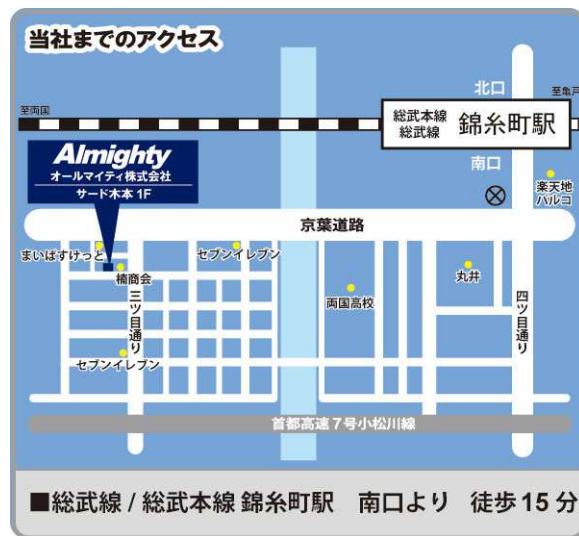 当社までのアクセス
北口
至両国
至亀戸
総武本線
総武線
錦糸町駅
南口
Almighty
オールマイティ株式会社
サード木本 1F
楽天地
パルコ
京葉道路
まいばすけっと
セブンイレブン
楠商会
丸井
両国高校
三ツ目通り
四ツ目通り
セブンイレブン
首都高速7号小松川線
■総武線 / 総武本線 錦糸町駅　南口より　徒歩15分